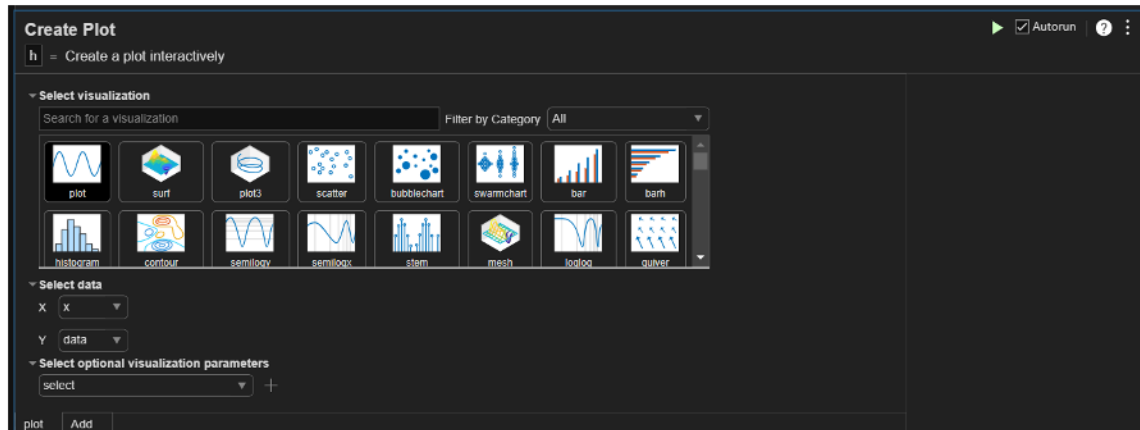 Create Plot
Autorun
?
h = Create a plot interactively
Select visualization
Search for a visualization
Filter by Category All
plot surf plot3 scatter bubblechart swarmchart bar barh
histogram contour semilogy semilogx stem mesh loglog quiver
Select data
X x
Y data
Select optional visualization parameters
select
plot Add